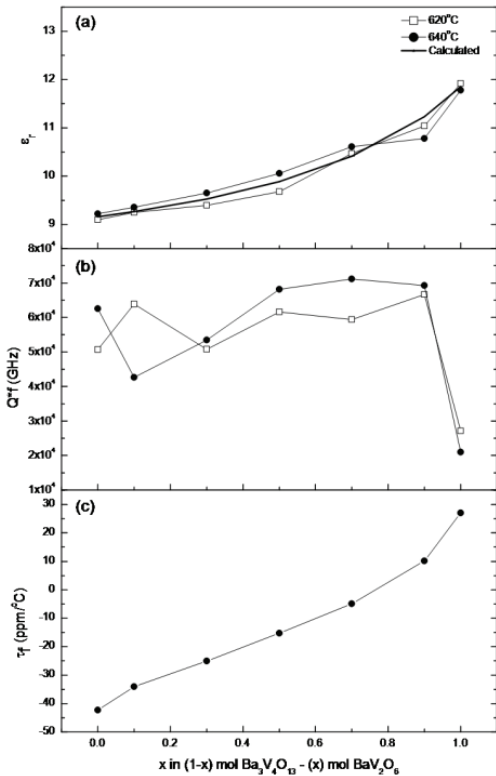 (a)
620°C
640°C
Calculated
13
12
11
10
9
εr
8x10⁴
(b)
7x10⁴
6x10⁴
5x10⁴
4x10⁴
3x10⁴
2x10⁴
1x10⁴
Q*f (GHz)
(c)
30
20
10
0
-10
-20
-30
-40
-50
τf (ppm/°C)
0.0 0.2 0.4 0.6 0.8 1.0
x in (1-x) mol Ba₃V₄O₁₃ - (x) mol BaV₂O₆